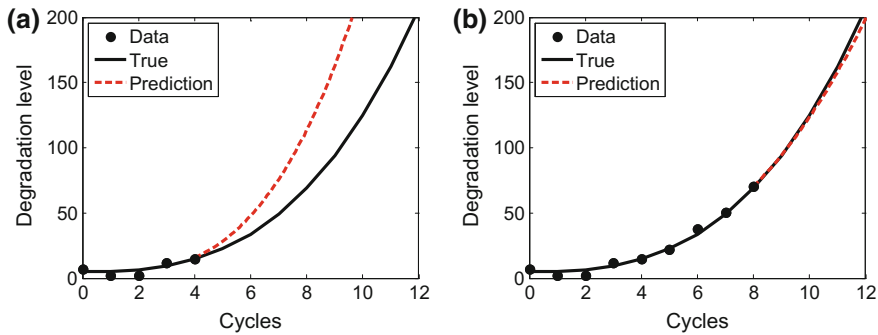 (a)
200
150
100
50
0
Degradation level
Data
True
Prediction
0 2 4 6 8 10 12
Cycles
(b)
200
150
100
50
0
Degradation level
Data
True
Prediction
0 2 4 6 8 10 12
Cycles